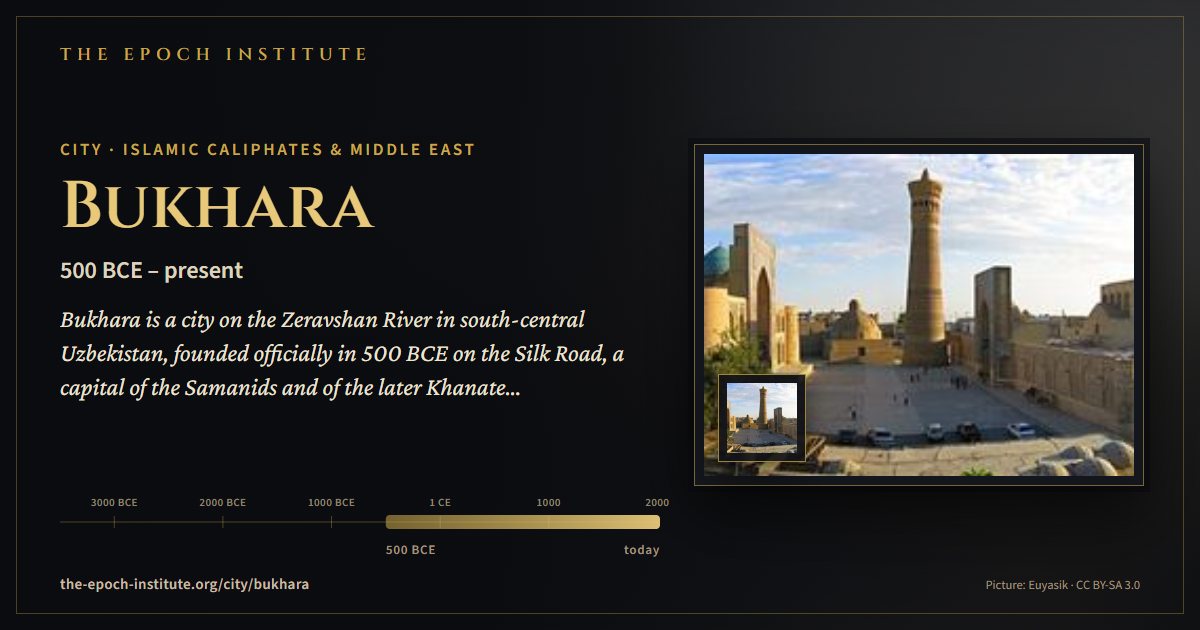 THE EPOCH INSTITUTE
CITY · ISLAMIC CALIPHATES & MIDDLE EAST
BUKHARA
500 BCE – present
Bukhara is a city on the Zeravshan River in south-central
Uzbekistan, founded officially in 500 BCE on the Silk Road, a
capital of the Samanids and of the later Khanate...
3000 BCE 2000 BCE 1000 BCE 1 CE 1000 2000
500 BCE today
the-epoch-institute.org/city/bukhara
Picture: Euyasik · CC BY-SA 3.0